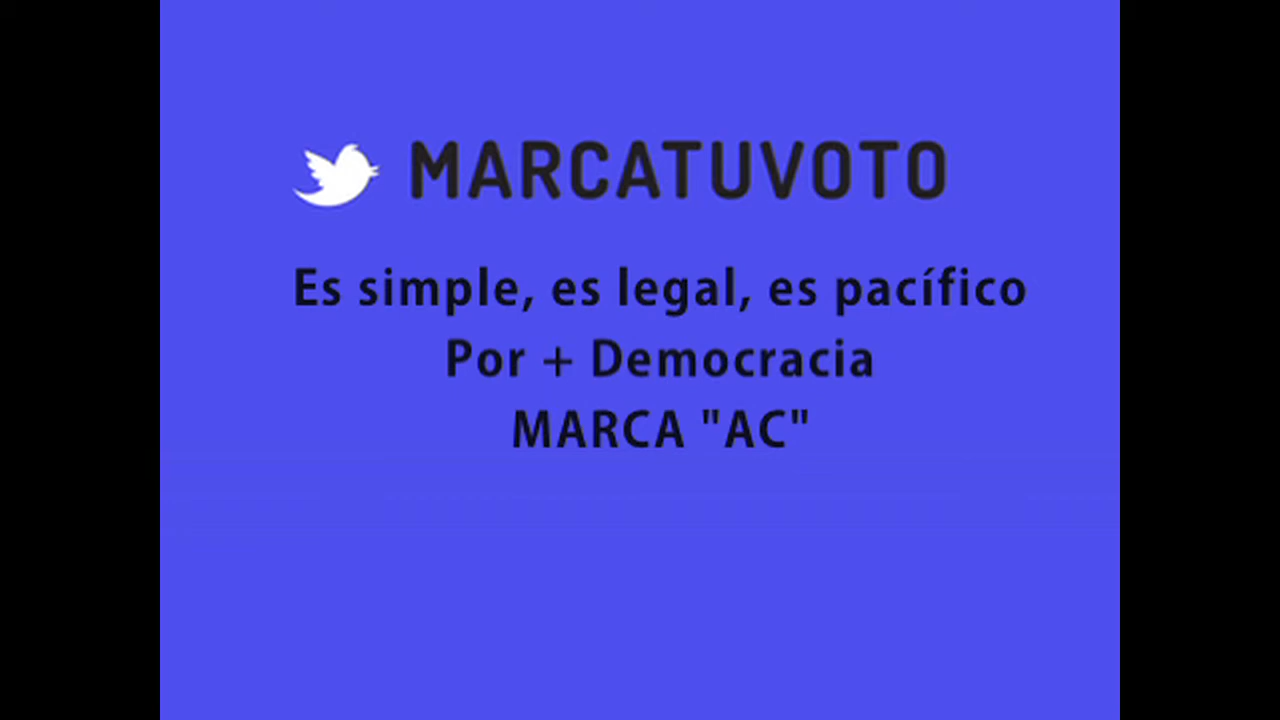 MARCATUVOTO
Es simple, es legal, es pacífico
Por + Democracia
MARCA "AC"